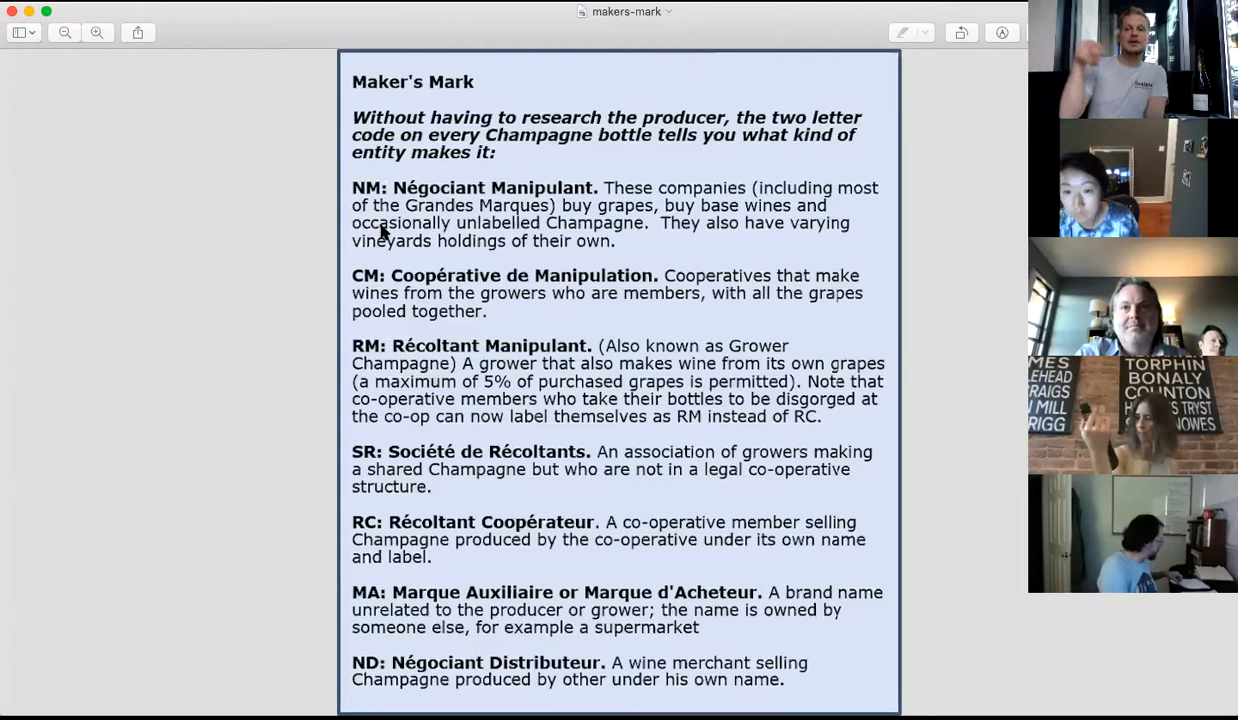 makers-mark
Maker's Mark
Without having to research the producer, the two letter
code on every Champagne bottle tells you what kind of
entity makes it:
NM: Négociant Manipulant. These companies (including most
of the Grandes Marques) buy grapes, buy base wines and
occasionally unlabelled Champagne. They also have varying
vineyards holdings of their own.
CM: Coopérative de Manipulation. Cooperatives that make
wines from the growers who are members, with all the grapes
pooled together.
RM: Récoltant Manipulant. (Also known as Grower
Champagne) A grower that also makes wine from its own grapes
(a maximum of 5% of purchased grapes is permitted). Note that
co-operative members who take their bottles to be disgorged at
the co-op can now label themselves as RM instead of RC.
SR: Société de Récoltants. An association of growers making
a shared Champagne but who are not in a legal co-operative
structure.
RC: Récoltant Coopérateur. A co-operative member selling
Champagne produced by the co-operative under its own name
and label.
MA: Marque Auxiliaire or Marque d'Acheteur. A brand name
unrelated to the producer or grower; the name is owned by
someone else, for example a supermarket
ND: Négociant Distributeur. A wine merchant selling
Champagne produced by other under his own name.
MES
LEHEAD
RAIGS
N MILL
RIGG
TORPHIN
BONALY
COUNTON
TRYST
NOWES